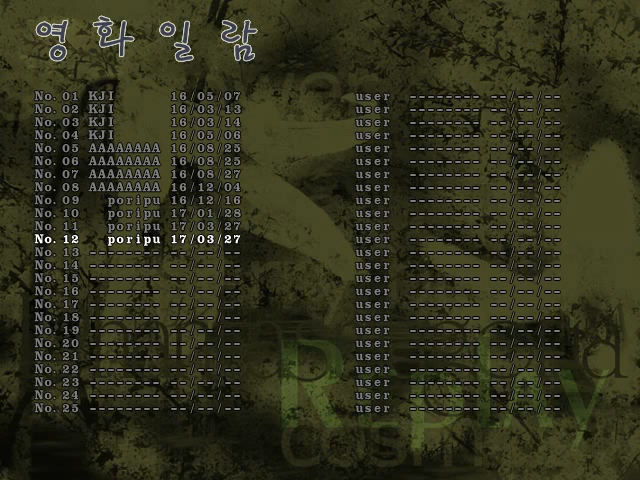 영화일람
No. 01 KJI 16/05/07 user -------- --/--/--
No. 02 KJI 16/03/13 user -------- --/--/--
No. 03 KJI 16/03/14 user -------- --/--/--
No. 04 KJI 16/05/06 user -------- --/--/--
No. 05 AAAAAAAA 16/08/25 user -------- --/--/--
No. 06 AAAAAAAA 16/08/25 user -------- --/--/--
No. 07 AAAAAAAA 16/08/27 user -------- --/--/--
No. 08 AAAAAAAA 16/12/04 user -------- --/--/--
No. 09 poripu 16/12/16 user -------- --/--/--
No. 10 poripu 17/01/28 user -------- --/--/--
No. 11 poripu 17/03/27 user -------- --/--/--
No. 12 poripu 17/03/27 user -------- --/--/--
No. 13 -------- --/--/-- user -------- --/--/--
No. 14 -------- --/--/-- user -------- --/--/--
No. 15 -------- --/--/-- user -------- --/--/--
No. 16 -------- --/--/-- user -------- --/--/--
No. 17 -------- --/--/-- user -------- --/--/--
No. 18 -------- --/--/-- user -------- --/--/--
No. 19 -------- --/--/-- user -------- --/--/--
No. 20 -------- --/--/-- user -------- --/--/--
No. 21 -------- --/--/-- user -------- --/--/--
No. 22 -------- --/--/-- user -------- --/--/--
No. 23 -------- --/--/-- user -------- --/--/--
No. 24 -------- --/--/-- user -------- --/--/--
No. 25 -------- --/--/-- user -------- --/--/--